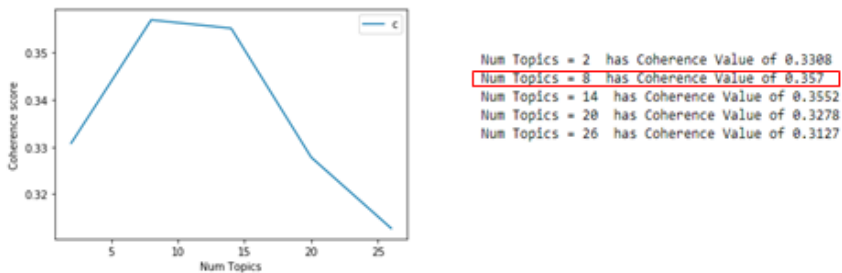 c
0.35
0.34
0.33
0.32
Coherence score
5 10 15 20 25
Num Topics
Num Topics = 2 has Coherence Value of 0.3308
Num Topics = 8 has Coherence Value of 0.357
Num Topics = 14 has Coherence Value of 0.3552
Num Topics = 20 has Coherence Value of 0.3278
Num Topics = 26 has Coherence Value of 0.3127